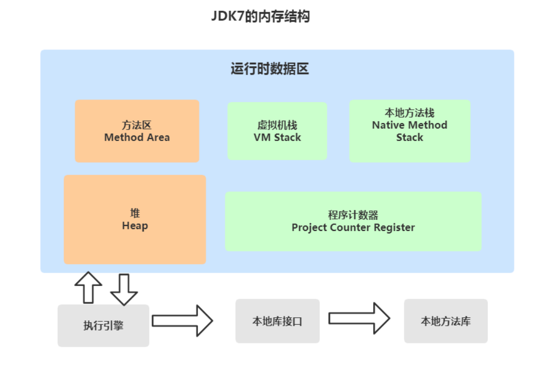 JDK7的内存结构
运行时数据区
方法区
Method Area
虚拟机栈
VM Stack
本地方法栈
Native Method
Stack
堆
Heap
程序计数器
Project Counter Register
执行引擎
本地库接口
本地方法库